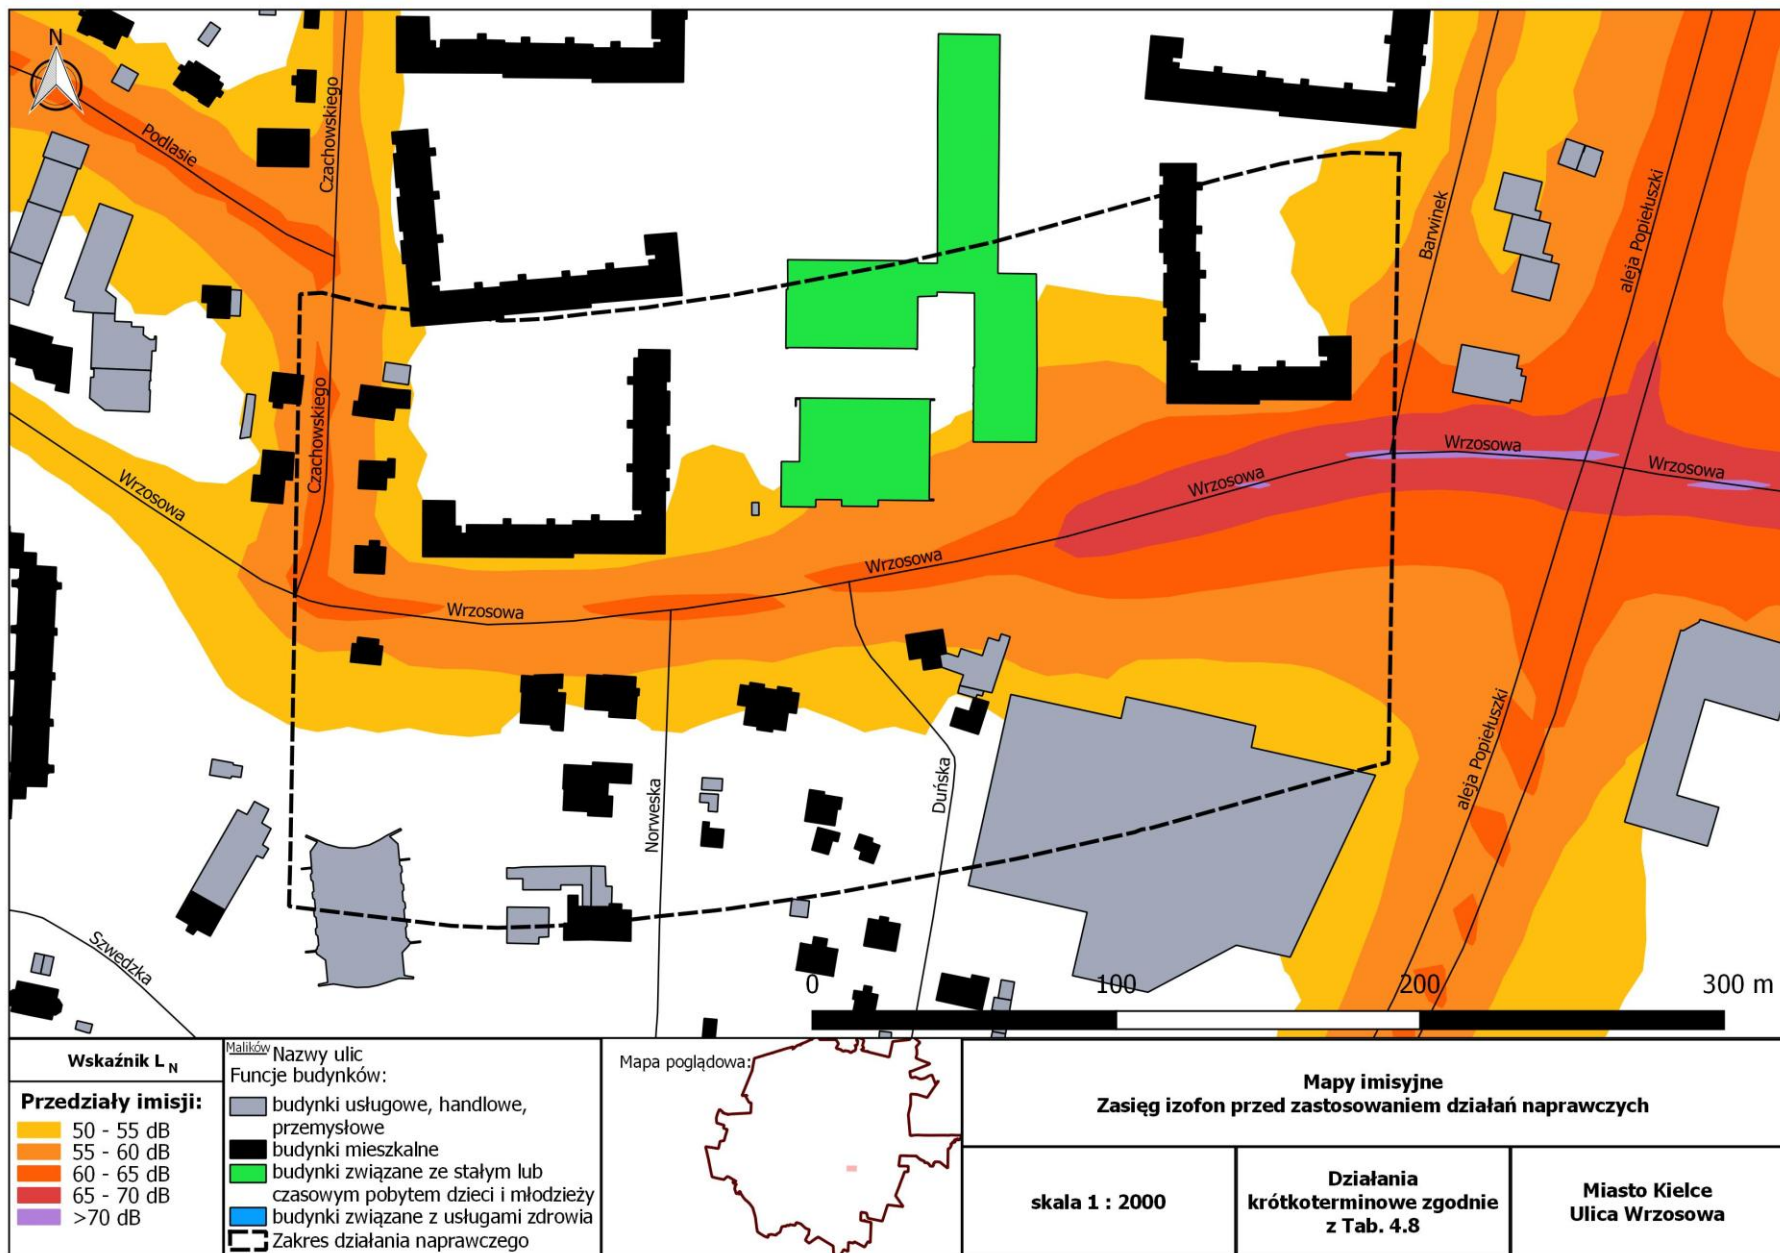 N
Podlasie
Czachowskiego
Barwinek
aleja Popiełuszki
Czachowskiego
Wrzosowa
Wrzosowa
Wrzosowa
Wrzosowa
Wrzosowa
Wrzosowa
aleja Popiełuszki
Norweska
Duńska
Szwedzka
0 100 200 300 m
Wskaźnik L N
Przedziały imisji:
50 - 55 dB
55 - 60 dB
60 - 65 dB
65 - 70 dB
>70 dB
Malików Nazwy ulic
Funcje budynków:
budynki usługowe, handlowe,
przemysłowe
budynki mieszkalne
budynki związane ze stałym lub
czasowym pobytem dzieci i młodzieży
budynki związane z usługami zdrowia
Zakres działania naprawczego
Mapa poglądowa:
Mapy imisyjne
Zasięg izofon przed zastosowaniem działań naprawczych
skala 1 : 2000
Działania
krótkoterminowe zgodnie
z Tab. 4.8
Miasto Kielce
Ulica Wrzosowa